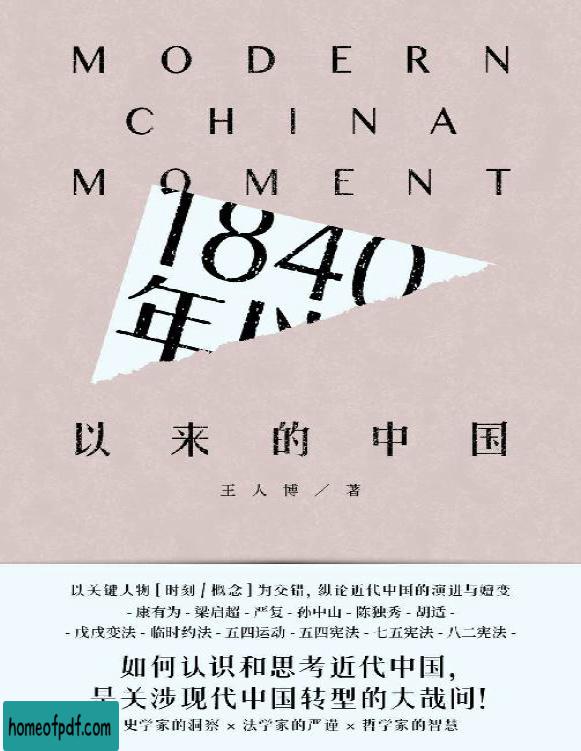 MODERN
CHINA
MOMENT
1840
年以
以来的中国
王人博／著
以关键人物[时刻/概念]为交错, 纵论近代中国的演进与嬗变
-康有为-梁启超-严复-孙中山-陈独秀-胡适-
-戊戌变法-临时约法-五四运动-五四宪法-七五宪法-八二宪法-
如何认识和思考近代中国,
是关涉现代中国转型的大哉问!
史学家的洞察×法学家的严谨×哲学家的智慧
homeofpdf.com